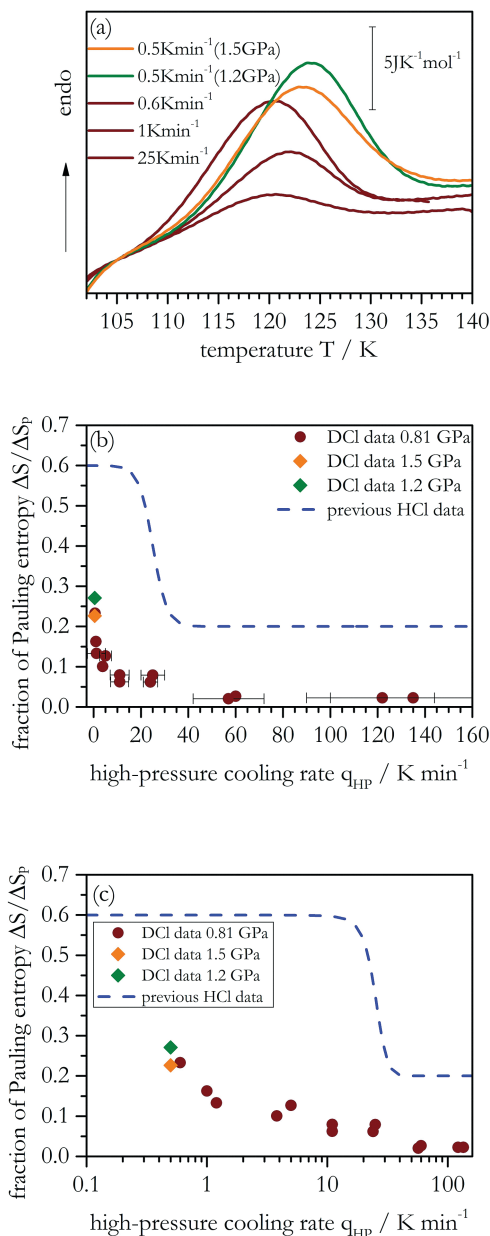 (a)
0.5Kmin⁻¹(1.5GPa)
0.5Kmin⁻¹(1.2GPa)
0.6Kmin⁻¹
1Kmin⁻¹
25Kmin⁻¹
5JK⁻¹mol⁻¹
endo
105 110 115 120 125 130 135 140
temperature T / K
(b)
0.7
0.6
0.5
0.4
0.3
0.2
0.1
0.0
DCl data 0.81 GPa
DCl data 1.5 GPa
DCl data 1.2 GPa
previous HCl data
fraction of Pauling entropy ΔS/ΔSₚ
0 20 40 60 80 100 120 140 160
high-pressure cooling rate q_HP / K min⁻¹
(c)
0.7
0.6
0.5
0.4
0.3
0.2
0.1
0.0
DCl data 0.81 GPa
DCl data 1.5 GPa
DCl data 1.2 GPa
previous HCl data
fraction of Pauling entropy ΔS/ΔSₚ
0.1 1 10 100
high-pressure cooling rate q_HP / K min⁻¹